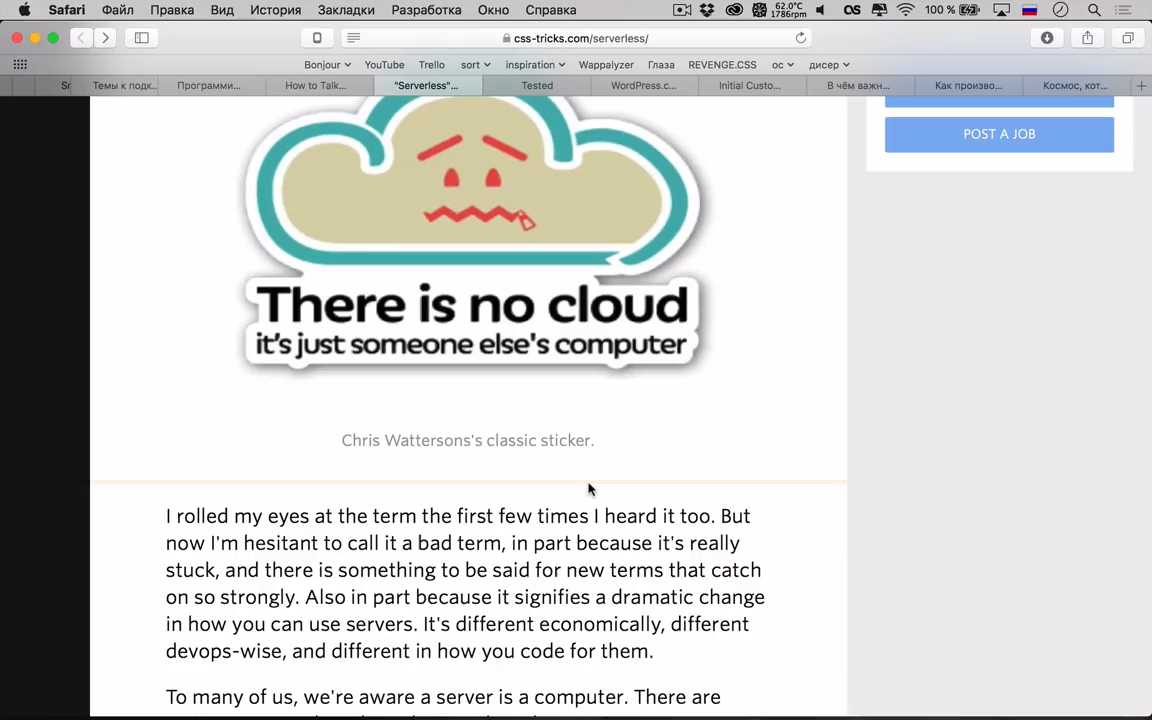 Safari Файл Правка Вид История Закладки Разработка Окно Справка 62.0°C 1786rpm 100 %
css-tricks.com/serverless/
Bonjour YouTube Trello sort inspiration Wappalyzer Глаза REVENGE.CSS ос дисер
Sr Темы к подк... Программи... How to Talk... "Serverless"... Tested WordPress.c... Initial Custo... В чём важн... Как произво... Космос, кот...
POST A JOB
There is no cloud
it's just someone else's computer
Chris Wattersons's classic sticker.
I rolled my eyes at the term the first few times I heard it too. But
now I'm hesitant to call it a bad term, in part because it's really
stuck, and there is something to be said for new terms that catch
on so strongly. Also in part because it signifies a dramatic change
in how you can use servers. It's different economically, different
devops-wise, and different in how you code for them.
To many of us, we're aware a server is a computer. There are